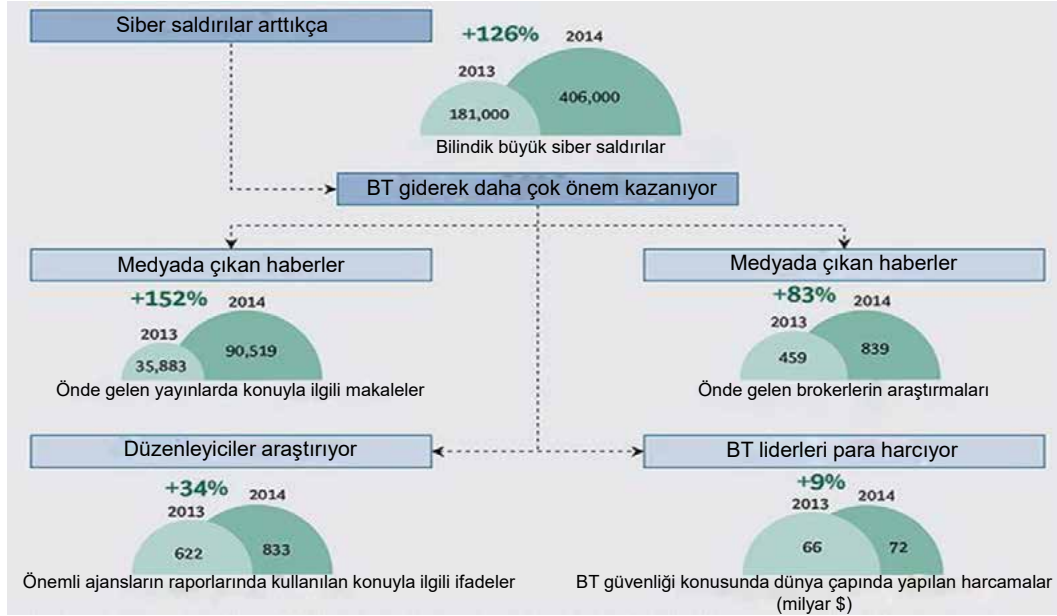 Siber saldırılar arttıkça
+126%
2014
2013
406,000
181,000
Bilindik büyük siber saldırılar
BT giderek daha çok önem kazanıyor
Medyada çıkan haberler
+152%
2014
2013
90,519
35,883
Önde gelen yayınlarda konuyla ilgili makaleler
Medyada çıkan haberler
+83%
2014
2013
459
839
Önde gelen brokerlerin araştırmaları
Düzenleyiciler araştırıyor
+34%
2014
2013
622
833
Önemli ajansların raporlarında kullanılan konuyla ilgili ifadeler
BT liderleri para harcıyor
+9%
2014
2013
66
72
BT güvenliği konusunda dünya çapında yapılan harcamalar
(milyar $)